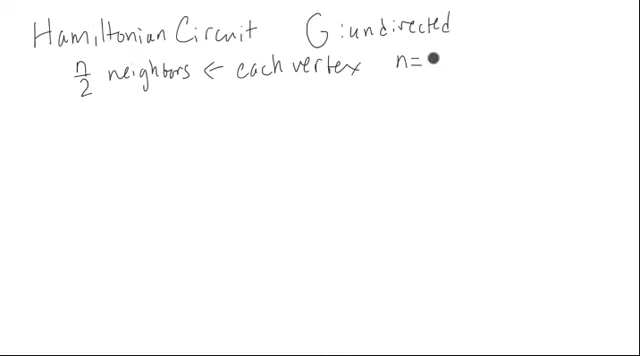 Hamiltonian Circuit G: undirected
n/2 neighbors ← each vertex n=